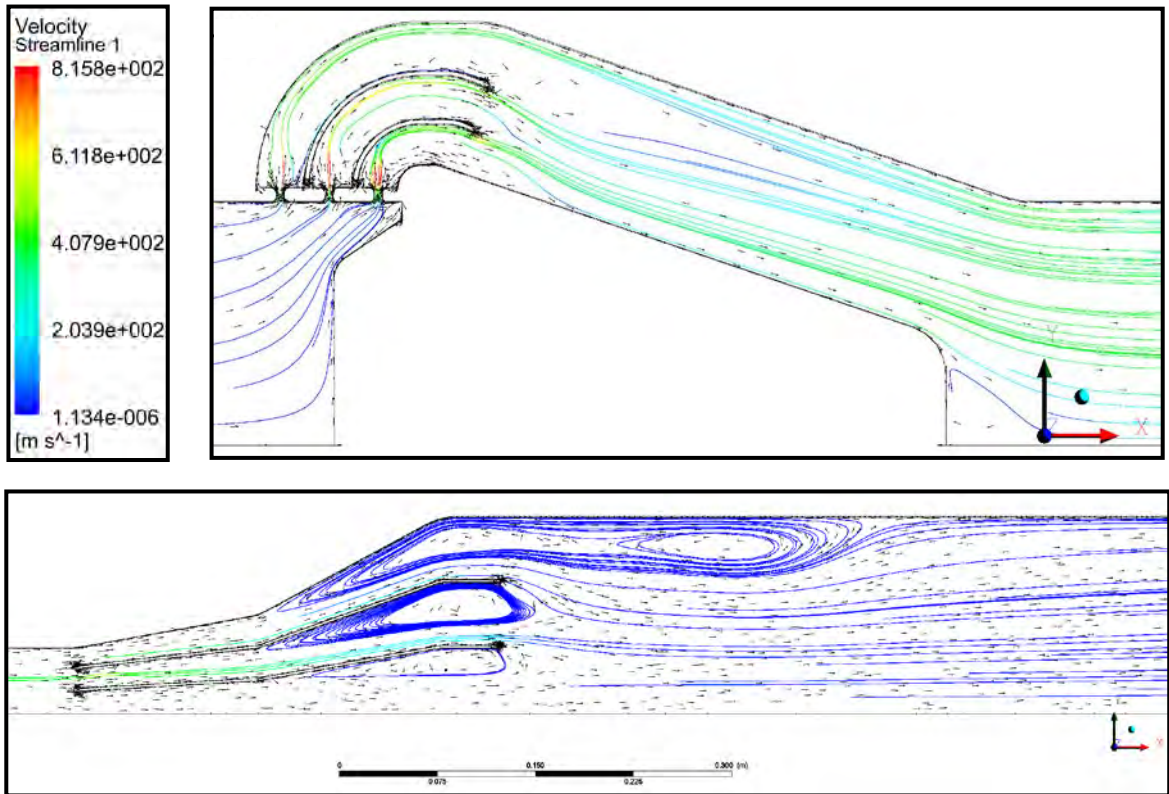 Velocity
Streamline 1
8.158e+002
6.118e+002
4.079e+002
2.039e+002
1.134e-006
[m s^-1]
Y
X
Z
0
0.150
0.300 (m)
0.075
0.225